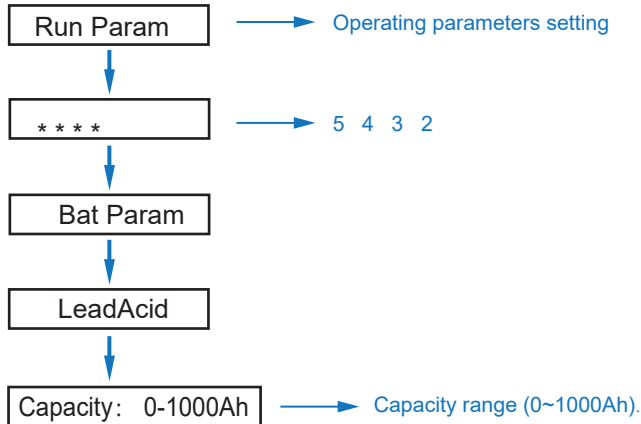 Run Param
Operating parameters setting
* * * *
5 4 3 2
Bat Param
LeadAcid
Capacity： 0-1000Ah
Capacity range (0~1000Ah).